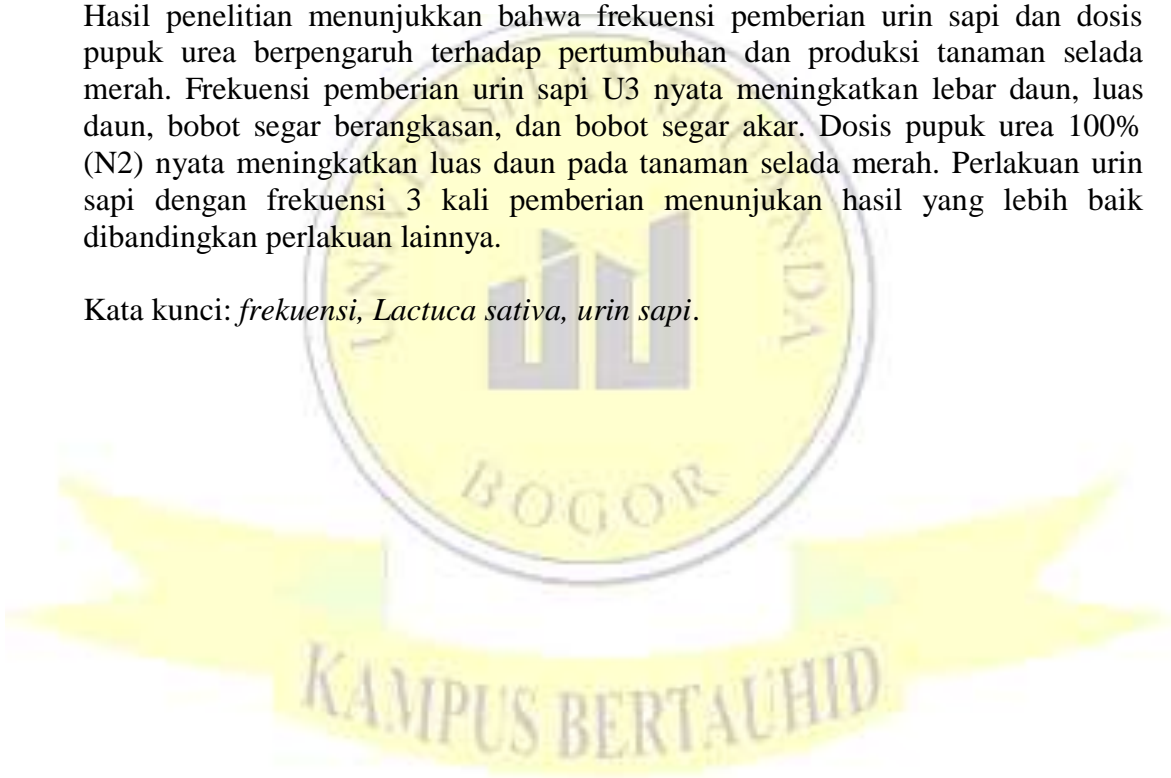 Hasil penelitian menunjukkan bahwa frekuensi pemberian urin sapi dan dosis
pupuk urea berpengaruh terhadap pertumbuhan dan produksi tanaman selada
merah. Frekuensi pemberian urin sapi U3 nyata meningkatkan lebar daun, luas
daun, bobot segar berangkasan, dan bobot segar akar. Dosis pupuk urea 100%
(N2) nyata meningkatkan luas daun pada tanaman selada merah. Perlakuan urin
sapi dengan frekuensi 3 kali pemberian menunjukan hasil yang lebih baik
dibandingkan perlakuan lainnya.
Kata kunci: frekuensi, Lactuca sativa, urin sapi.
UNIVERSITAS DJUANDA
BOGOR
KAMPUS BERTAUHID